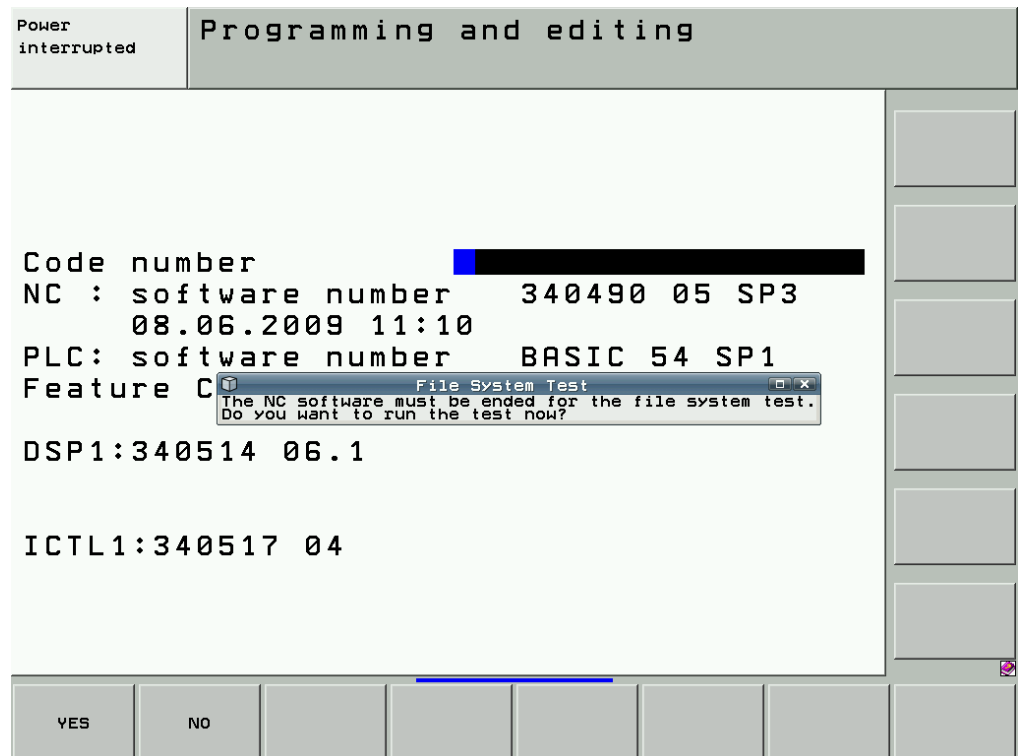 Power
interrupted
Programming and editing
Code number
NC : software number 340490 05 SP3
08.06.2009 11:10
PLC: software number BASIC 54 SP1
Feature C
File System Test
The NC software must be ended for the file system test.
Do you want to run the test now?
DSP1:340514 06.1
ICTL1:340517 04
YES NO